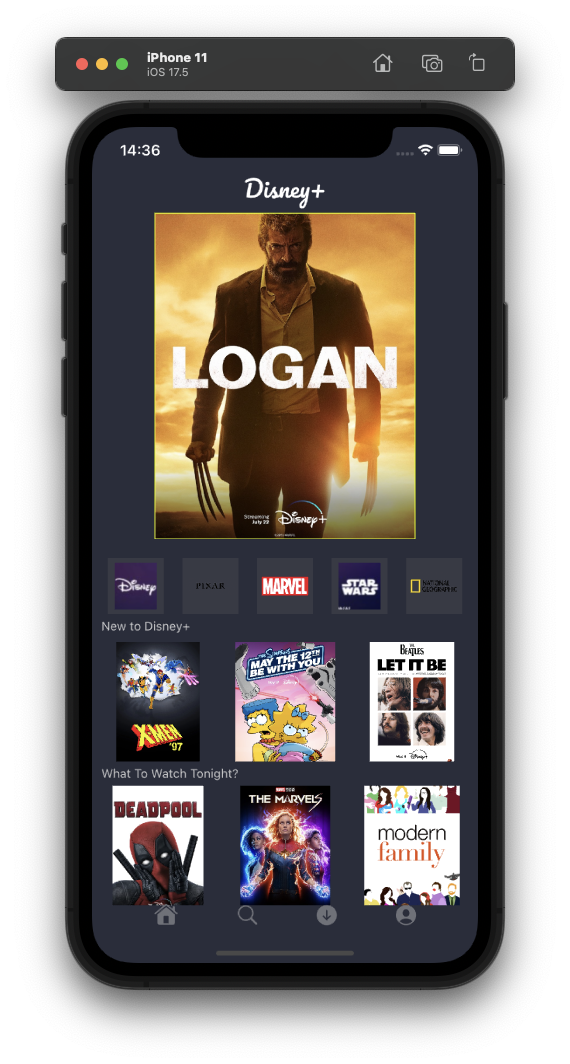 iPhone 11
iOS 17.5
14:36
Disney+
LOGAN
Streaming
July 29
Disney+
Disney
PIXAR
MARVEL
STAR
WARS
NATIONAL
GEOGRAPHIC
New to Disney+
X-MEN
'97
THE SIMPSONS
MAY THE 12TH
BE WITH YOU
THE
BEATLES
LET IT BE
Disney+
What To Watch Tonight?
DEADPOOL
THE MARVELS
modern
family